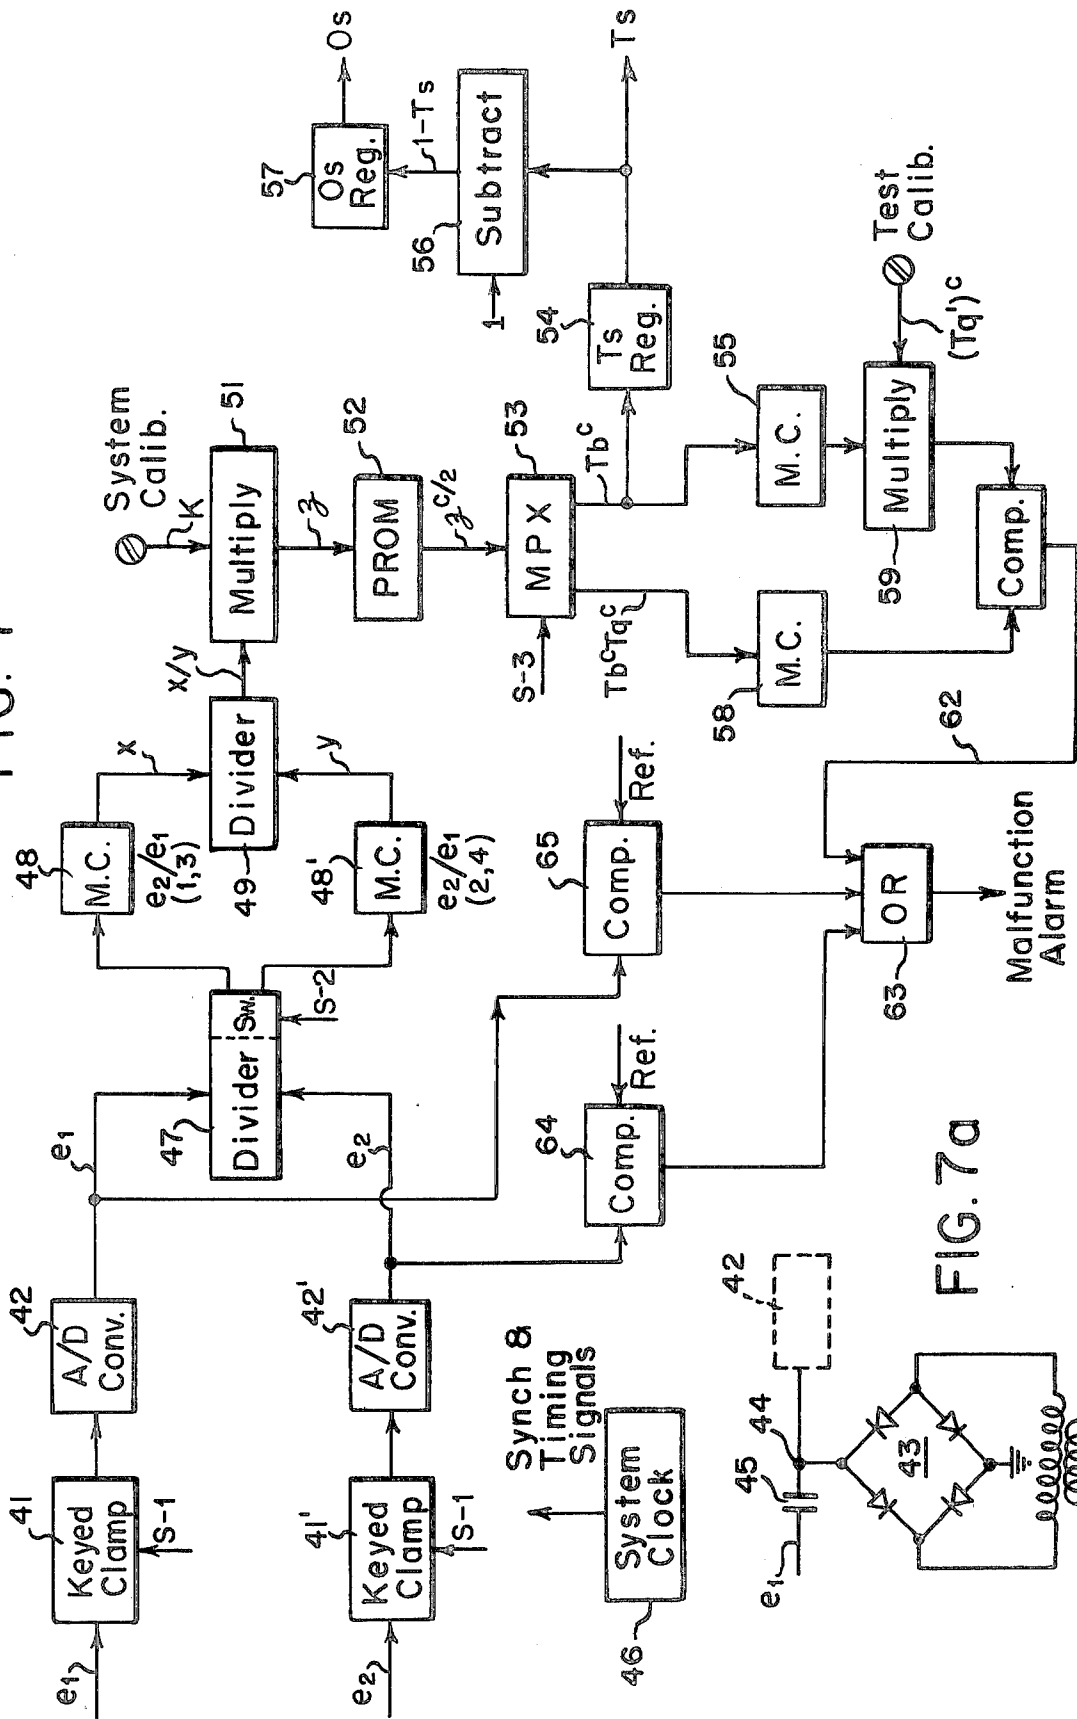 FIG. 7
e1
Keyed
Clamp
41
S-1
A/D
Conv.
42
e1
e2
Keyed
Clamp
41'
S-1
A/D
Conv.
42'
e2
47
Divider
Sw.
S-2
48
M.C.
e2/e1
(1,3)
x
48'
M.C.
e2/e1
(2,4)
y
Divider
49
x/y
System
Calib.
K
Multiply
51
z
PROM
52
z c/2
MPX
53
S-3
Tb c
Tb c Tq c
54
Ts
Reg.
Ts
1
Subtract
56
1-Ts
57
Os
Reg.
Os
M.C.
55
58
M.C.
Multiply
59
(Tq')c
Test
Calib.
Comp.
62
64
Comp.
Ref.
65
Comp.
Ref.
OR
63
Malfunction
Alarm
Synch &
Timing
Signals
System
Clock
46
e1
45
44
42
43
FIG. 7a